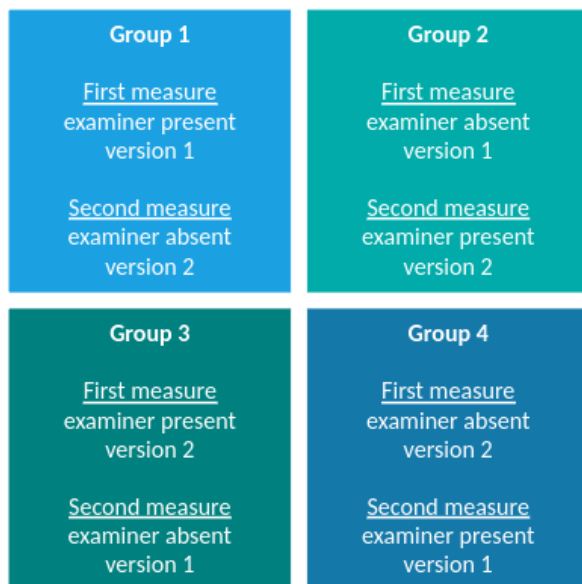 Group 1
First measure
examiner present
version 1
Second measure
examiner absent
version 2
Group 2
First measure
examiner absent
version 1
Second measure
examiner present
version 2
Group 3
First measure
examiner present
version 2
Second measure
examiner absent
version 1
Group 4
First measure
examiner absent
version 2
Second measure
examiner present
version 1